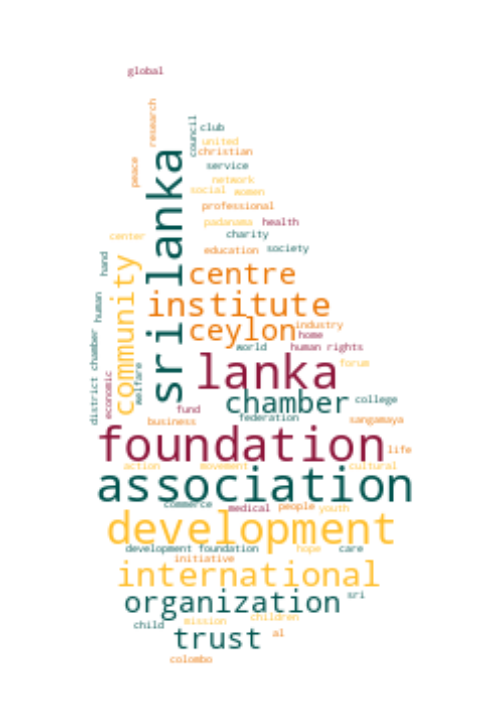 global
research
council
club
united
christian
peace
service
network
social women
professional
padanama health
charity
center
education society
sri lanka
hand
community
centre
institute
human
ceylon
industry
home
world
human rights
district chamber
economic
welfare
lanka
forum
chamber
college
fund
federation
business
sangamaya
foundation
life
action
movement
cultural
association
commerce
medical
people
youth
development
development foundation
hope
care
initiative
international
organization
sri
child
mission
children
trust
al
colombo